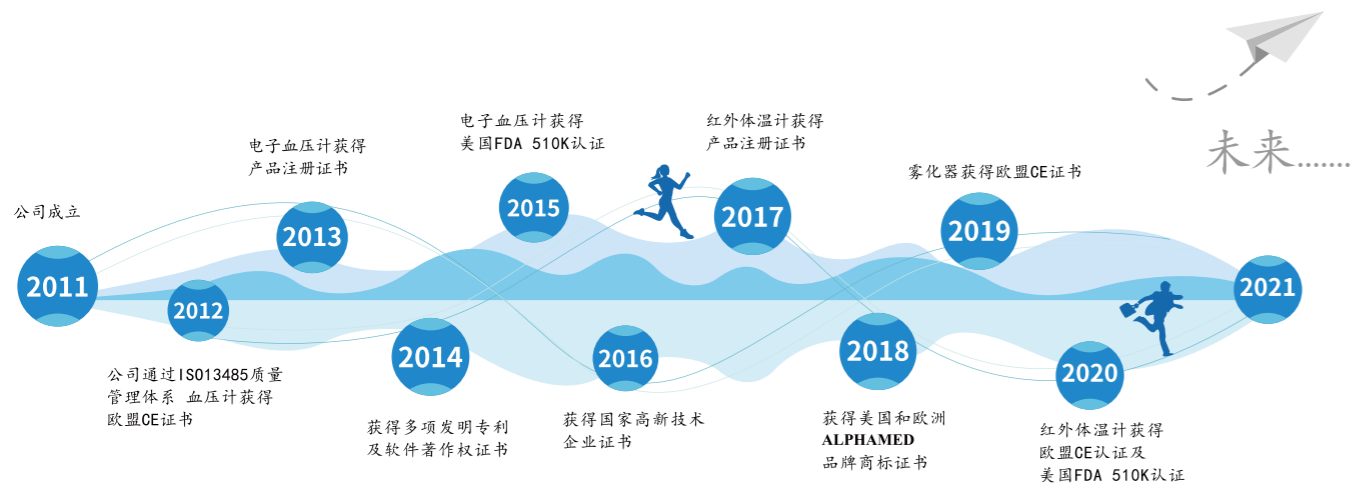 公司成立
2011
2012
公司通过ISO13485质量
管理体系 血压计获得
欧盟CE证书
电子血压计获得
产品注册证书
2013
2014
获得多项发明专利
及软件著作权证书
电子血压计获得
美国FDA 510K认证
2015
2016
获得国家高新技术
企业证书
红外体温计获得
产品注册证书
2017
2018
获得美国和欧洲
ALPHAMED
品牌商标证书
雾化器获得欧盟CE证书
2019
2020
红外体温计获得
欧盟CE认证及
美国FDA 510K认证
2021
未来.......